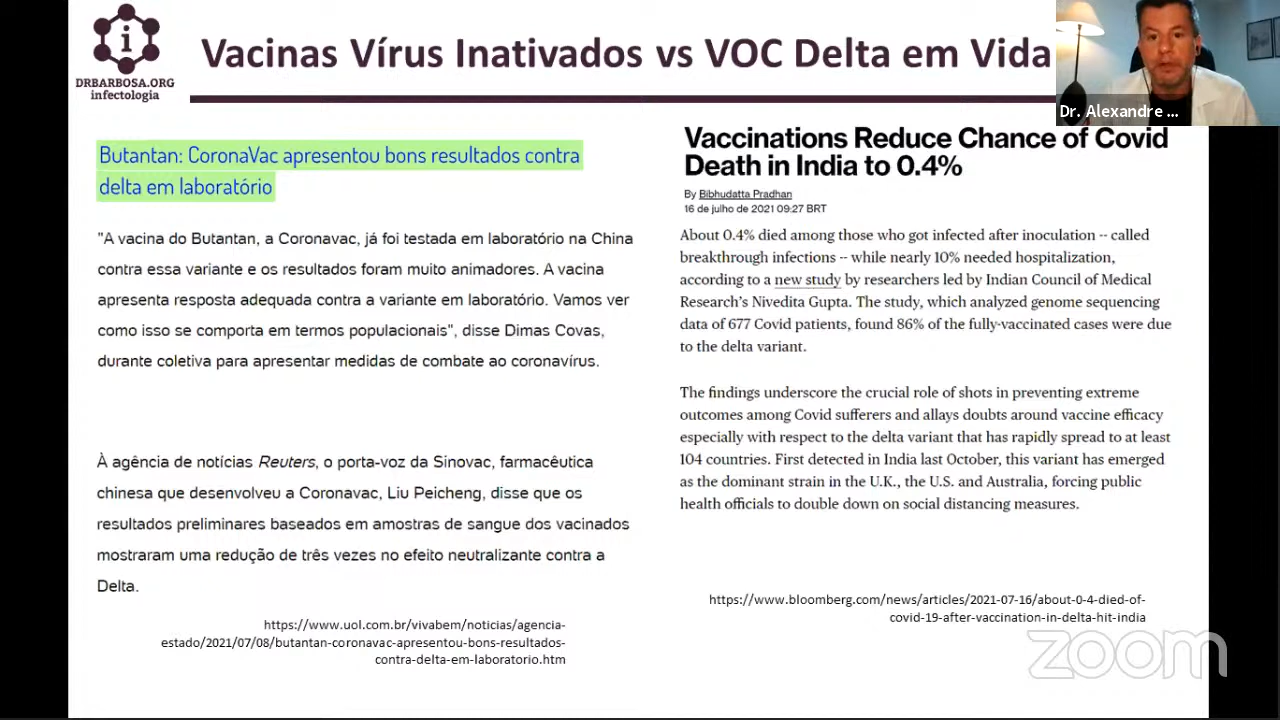 DRBARBOSA.ORG
infectologia
Vacinas Vírus Inativados vs VOC Delta em Vida
Dr. Alexandre ...
Butantan: CoronaVac apresentou bons resultados contra
delta em laboratório
"A vacina do Butantan, a Coronavac, já foi testada em laboratório na China
contra essa variante e os resultados foram muito animadores. A vacina
apresenta resposta adequada contra a variante em laboratório. Vamos ver
como isso se comporta em termos populacionais", disse Dimas Covas,
durante coletiva para apresentar medidas de combate ao coronavírus.
À agência de notícias Reuters, o porta-voz da Sinovac, farmacêutica
chinesa que desenvolveu a Coronavac, Liu Peicheng, disse que os
resultados preliminares baseados em amostras de sangue dos vacinados
mostraram uma redução de três vezes no efeito neutralizante contra a
Delta.
https://www.uol.com.br/vivabem/noticias/agencia-
estado/2021/07/08/butantan-coronavac-apresentou-bons-resultados-
contra-delta-em-laboratorio.htm
Vaccinations Reduce Chance of Covid
Death in India to 0.4%
By Bibhudatta Pradhan
16 de julho de 2021 09:27 BRT
About 0.4% died among those who got infected after inoculation -- called
breakthrough infections -- while nearly 10% needed hospitalization,
according to a new study by researchers led by Indian Council of Medical
Research's Nivedita Gupta. The study, which analyzed genome sequencing
data of 677 Covid patients, found 86% of the fully-vaccinated cases were due
to the delta variant.
The findings underscore the crucial role of shots in preventing extreme
outcomes among Covid sufferers and allays doubts around vaccine efficacy
especially with respect to the delta variant that has rapidly spread to at least
104 countries. First detected in India last October, this variant has emerged
as the dominant strain in the U.K., the U.S. and Australia, forcing public
health officials to double down on social distancing measures.
https://www.bloomberg.com/news/articles/2021-07-16/about-0-4-died-of-
covid-19-after-vaccination-in-delta-hit-india
zoom